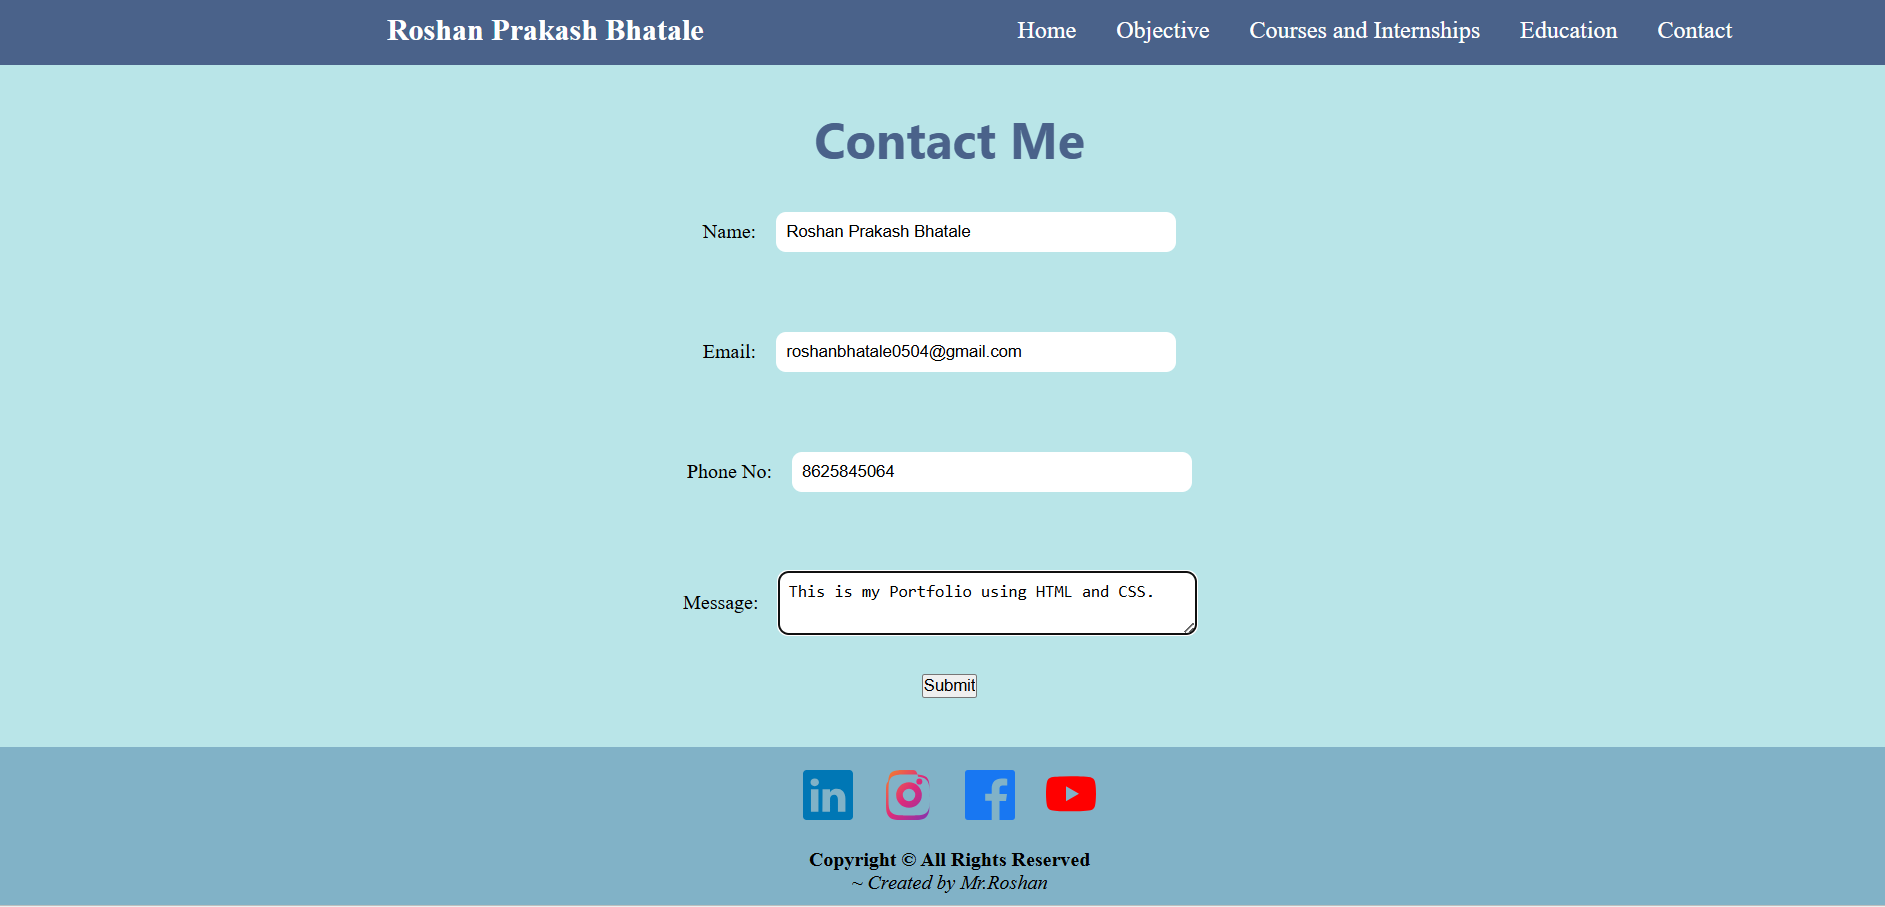 Roshan Prakash Bhatale Home Objective Courses and Internships Education Contact
Contact Me
Name: Roshan Prakash Bhatale
Email: roshanbhatale0504@gmail.com
Phone No: 8625845064
Message: This is my Portfolio using HTML and CSS.
Submit
in f
Copyright © All Rights Reserved
~ Created by Mr.Roshan